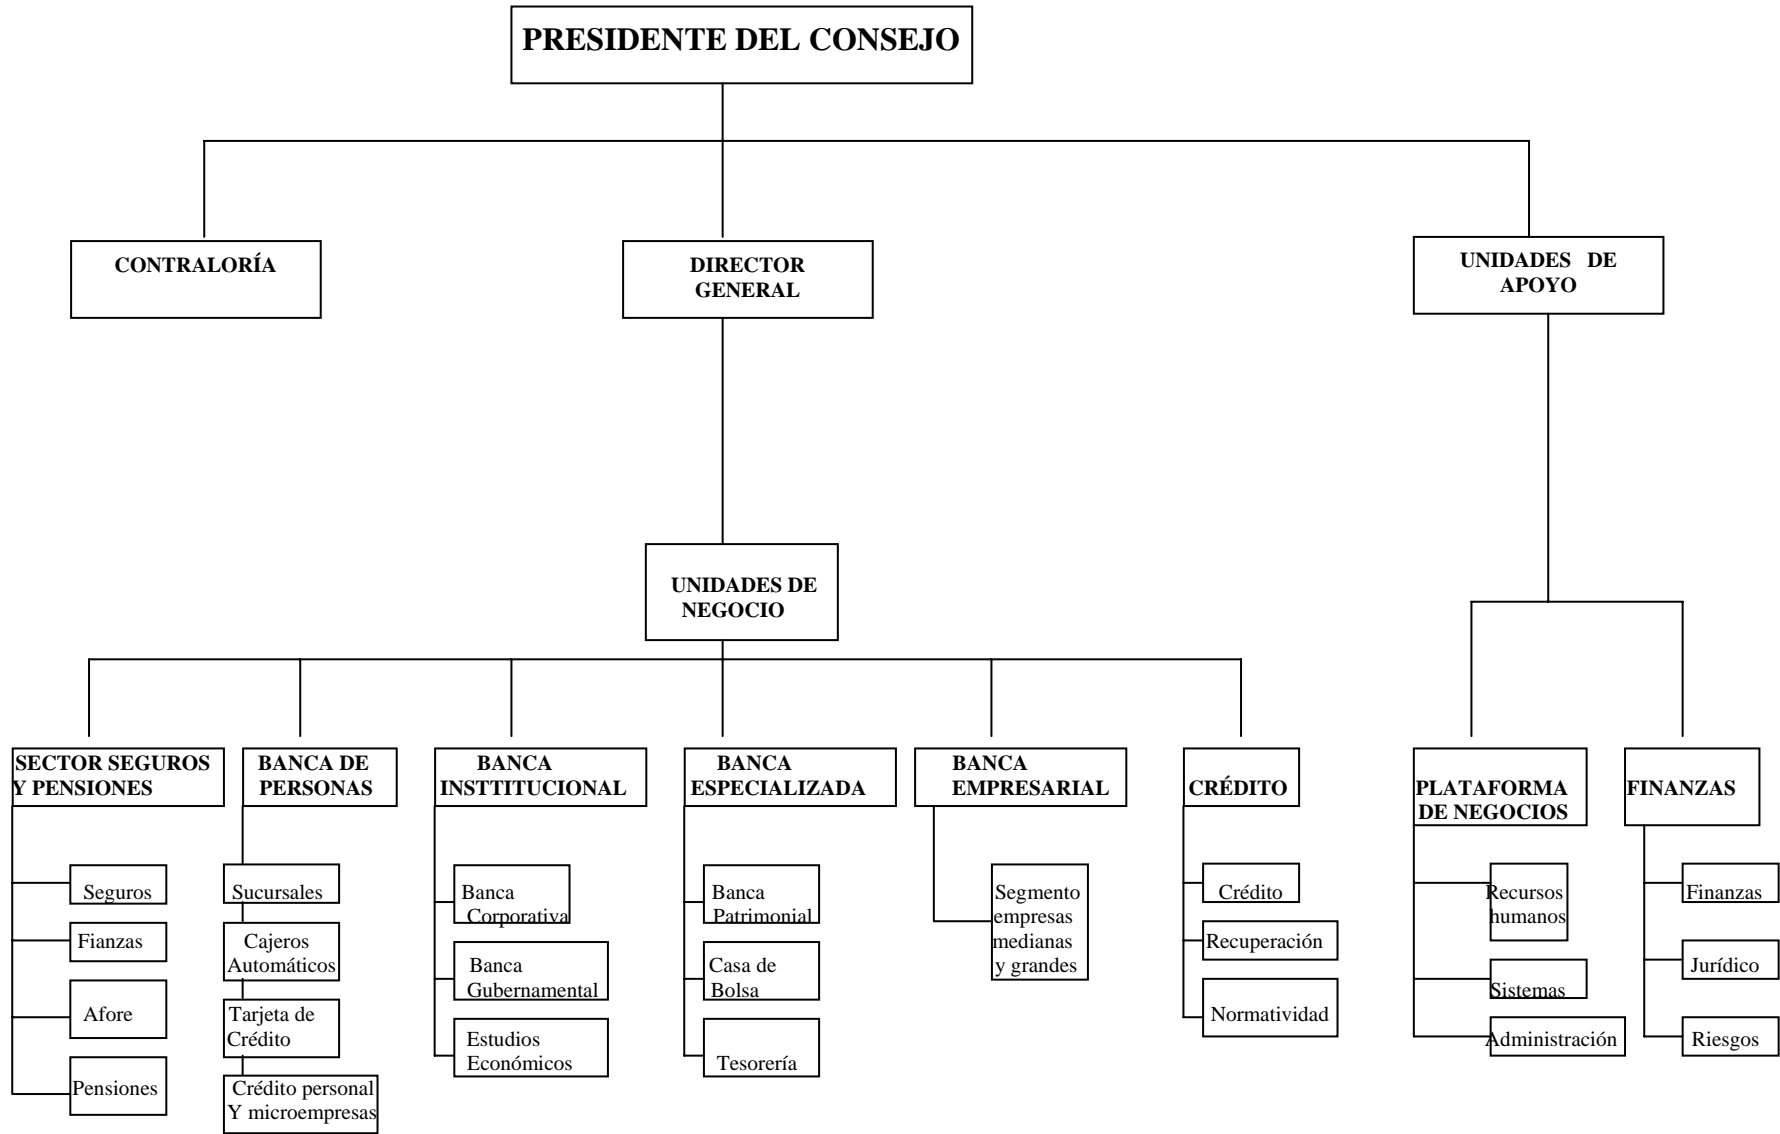 PRESIDENTE DEL CONSEJO
CONTRALORÍA
DIRECTOR
GENERAL
UNIDADES DE
APOYO
UNIDADES DE
NEGOCIO
SECTOR SEGUROS
Y PENSIONES
BANCA DE
PERSONAS
BANCA
INSTTITUCIONAL
BANCA
ESPECIALIZADA
BANCA
EMPRESARIAL
CRÉDITO
PLATAFORMA
DE NEGOCIOS
FINANZAS
Seguros
Fianzas
Afore
Pensiones
Sucursales
Cajeros
Automáticos
Tarjeta de
Crédito
Crédito personal
Y microempresas
Banca
Corporativa
Banca
Gubernamental
Estudios
Económicos
Banca
Patrimonial
Casa de
Bolsa
Tesorería
Segmento
empresas
medianas
y grandes
Crédito
Recuperación
Normatividad
Recursos
humanos
Sistemas
Administración
Finanzas
Jurídico
Riesgos